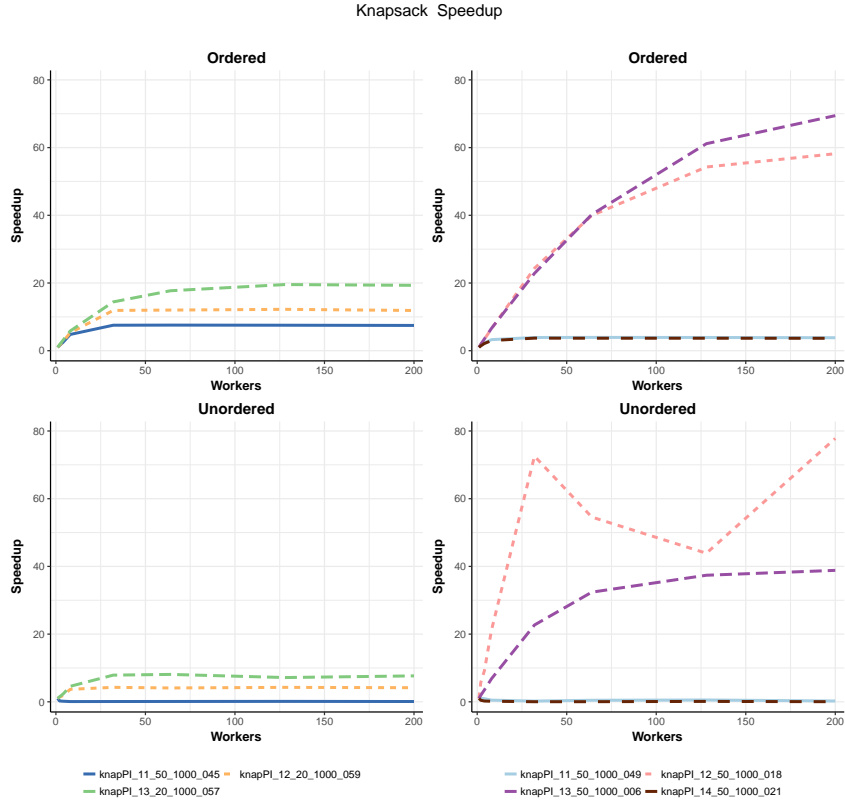 Knapsack Speedup
Ordered
80
60
40
20
0
Speedup
0 50 100 150 200
Workers
Ordered
80
60
40
20
0
Speedup
0 50 100 150 200
Workers
Unordered
80
60
40
20
0
Speedup
0 50 100 150 200
Workers
Unordered
80
60
40
20
0
Speedup
0 50 100 150 200
Workers
knapPI_11_50_1000_045 knapPI_12_20_1000_059
knapPI_13_20_1000_057
knapPI_11_50_1000_049 knapPI_12_50_1000_018
knapPI_13_50_1000_006 knapPI_14_50_1000_021